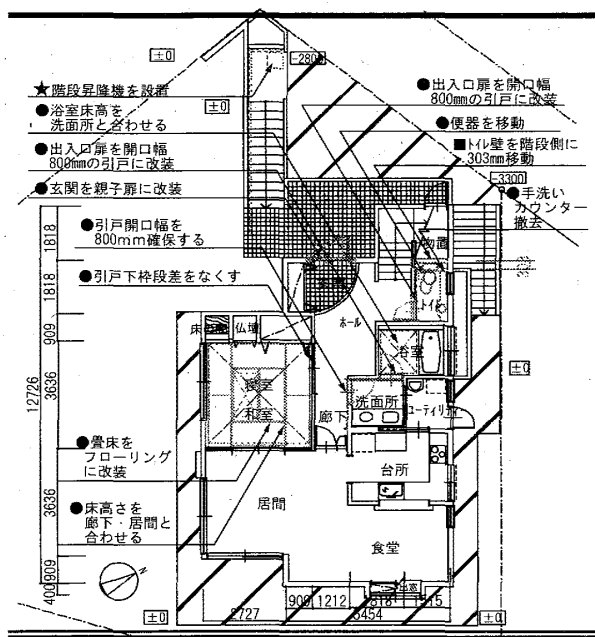 ±0
-2800
★階段昇降機を設置
±0
●浴室床高を
洗面所と合わせる
●出入口扉を開口幅
800mmの引戸に改装
●玄関を親子扉に改装
●出入口扉を開口幅
800mmの引戸に改装
●便器を移動
■トイレ壁を階段側に
303mm移動
-3300
●手洗い
カウンター
撤去
●引戸開口幅を
800mm確保する
●引戸下枠段差をなくす
物置
トイレ
ホール
浴室
仏壇
寝室
和室
廊下
洗面所
ユーティリティ
台所
居間
食堂
出窓
●畳床を
フローリング
に改装
●床高さを
廊下・居間と
合わせる
1818
1818
909
3636
3636
909
400
12726
±0
N
±0
±0
909
1212
1818
1515
2727
5454